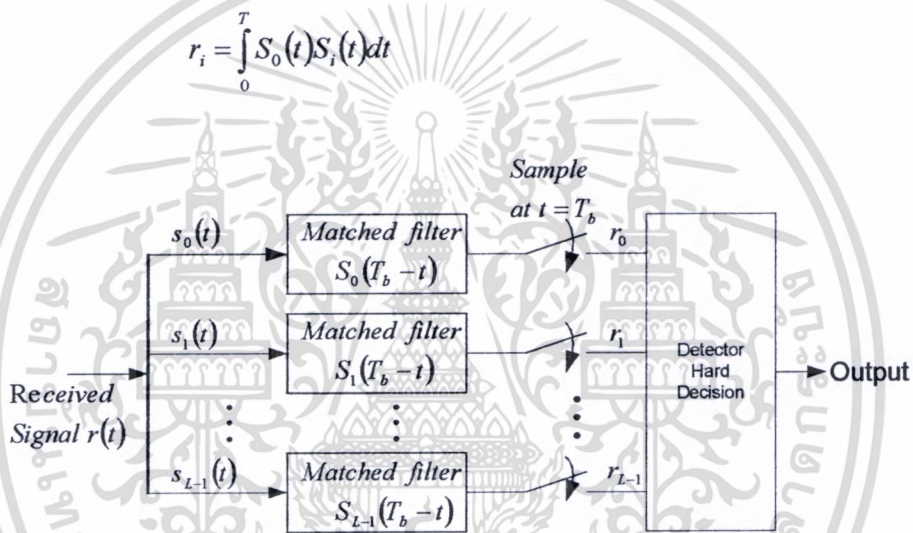 r_i = \int_0^T S_0(t)S_i(t)dt
Sample
at t = T_b
s_0(t)
Matched filter
S_0(T_b - t)
r_0
s_1(t)
Matched filter
S_1(T_b - t)
r_1
Detector
Hard
Decision
Output
Received
Signal r(t)
s_{L-1}(t)
Matched filter
S_{L-1}(T_b - t)
r_{L-1}